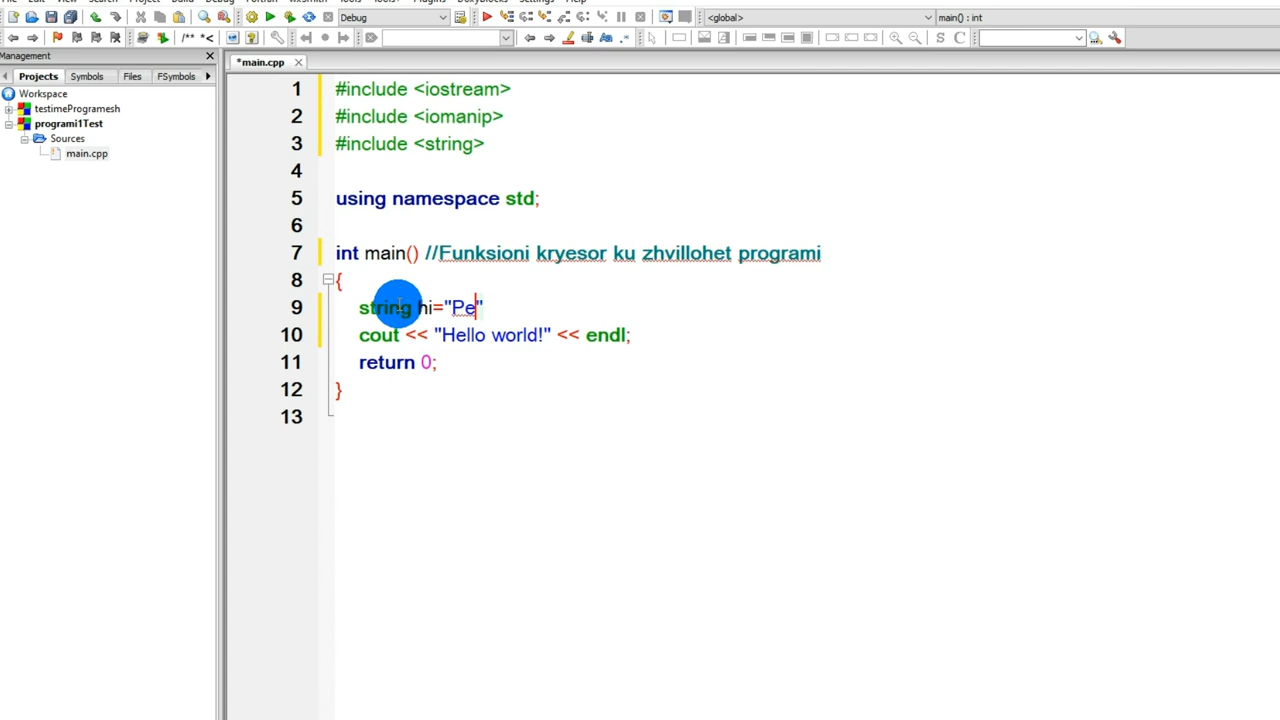 Debug
<global>
main() : int
Management
Projects Symbols Files FSymbols
Workspace
testimeProgramesh
programi1Test
Sources
main.cpp
*main.cpp
1 #include <iostream>
2 #include <iomanip>
3 #include <string>
4
5 using namespace std;
6
7 int main() //Funksioni kryesor ku zhvillohet programi
8 {
9 string hi="Pe"
10 cout << "Hello world!" << endl;
11 return 0;
12 }
13